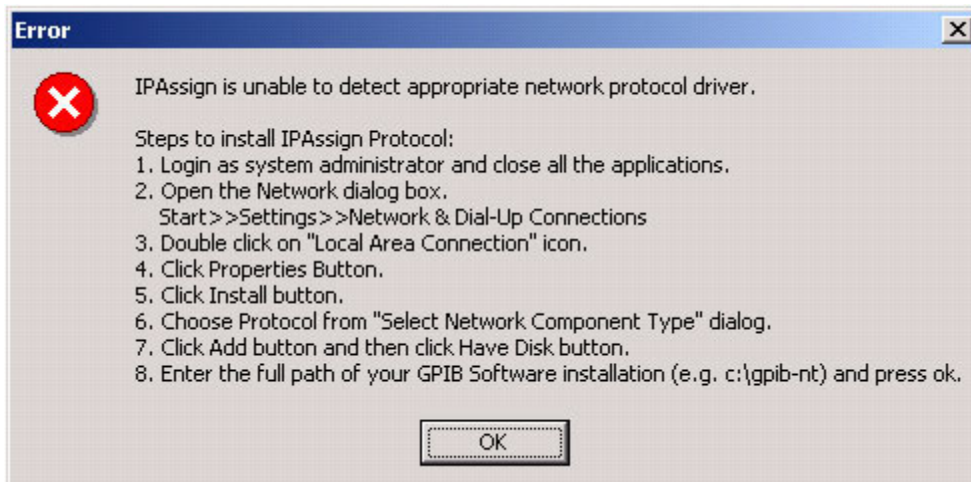 Error
IPAssign is unable to detect appropriate network protocol driver.
Steps to install IPAssign Protocol:
1. Login as system administrator and close all the applications.
2. Open the Network dialog box.
Start>>Settings>>Network & Dial-Up Connections
3. Double click on "Local Area Connection" icon.
4. Click Properties Button.
5. Click Install button.
6. Choose Protocol from "Select Network Component Type" dialog.
7. Click Add button and then click Have Disk button.
8. Enter the full path of your GPIB Software installation (e.g. c:\gpib-nt) and press ok.
OK